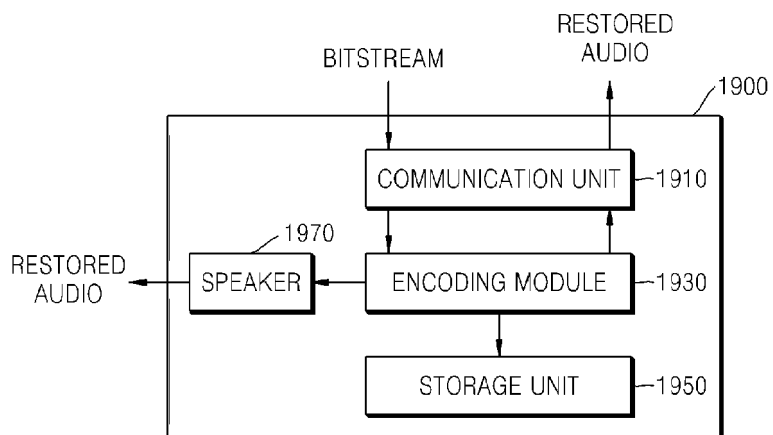 RESTORED
AUDIO
BITSTREAM
1900
COMMUNICATION UNIT
1910
1970
RESTORED
AUDIO
SPEAKER
ENCODING MODULE
1930
STORAGE UNIT
1950